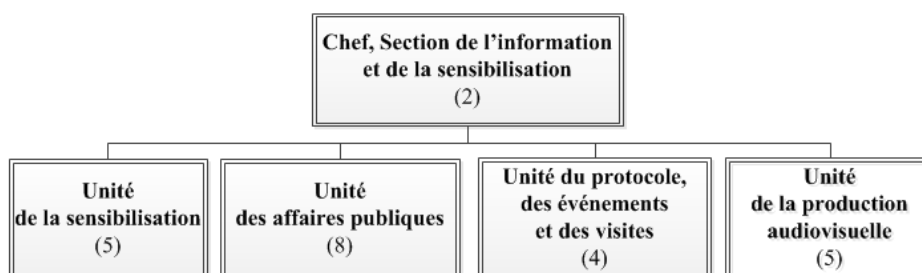 Chef, Section de l’information
et de la sensibilisation
(2)
Unité
de la sensibilisation
(5)
Unité
des affaires publiques
(8)
Unité du protocole,
des événements
et des visites
(4)
Unité
de la production
audiovisuelle
(5)